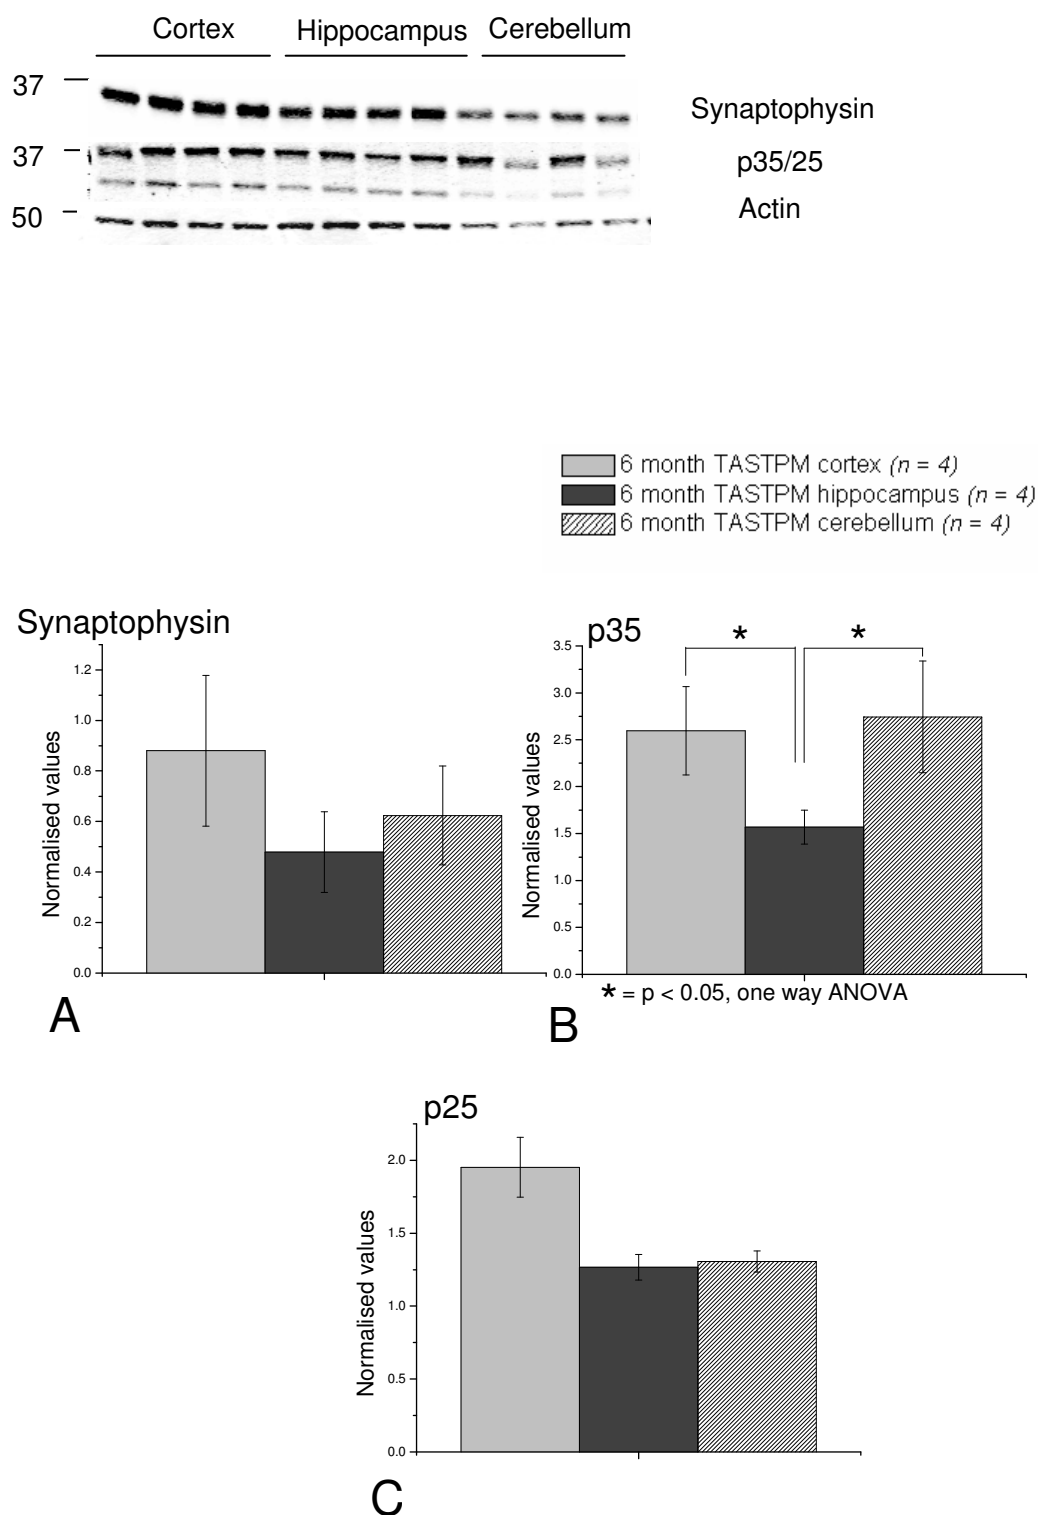 Cortex Hippocampus Cerebellum
37
Synaptophysin
37
p35/25
50
Actin
6 month TASTPM cortex (n = 4)
6 month TASTPM hippocampus (n = 4)
6 month TASTPM cerebellum (n = 4)
Synaptophysin
Normalised values
1.2
1.0
0.8
0.6
0.4
0.2
0.0
A
p35
* *
Normalised values
3.5
3.0
2.5
2.0
1.5
1.0
0.5
0.0
* = p < 0.05, one way ANOVA
B
p25
Normalised values
2.0
1.5
1.0
0.5
0.0
C